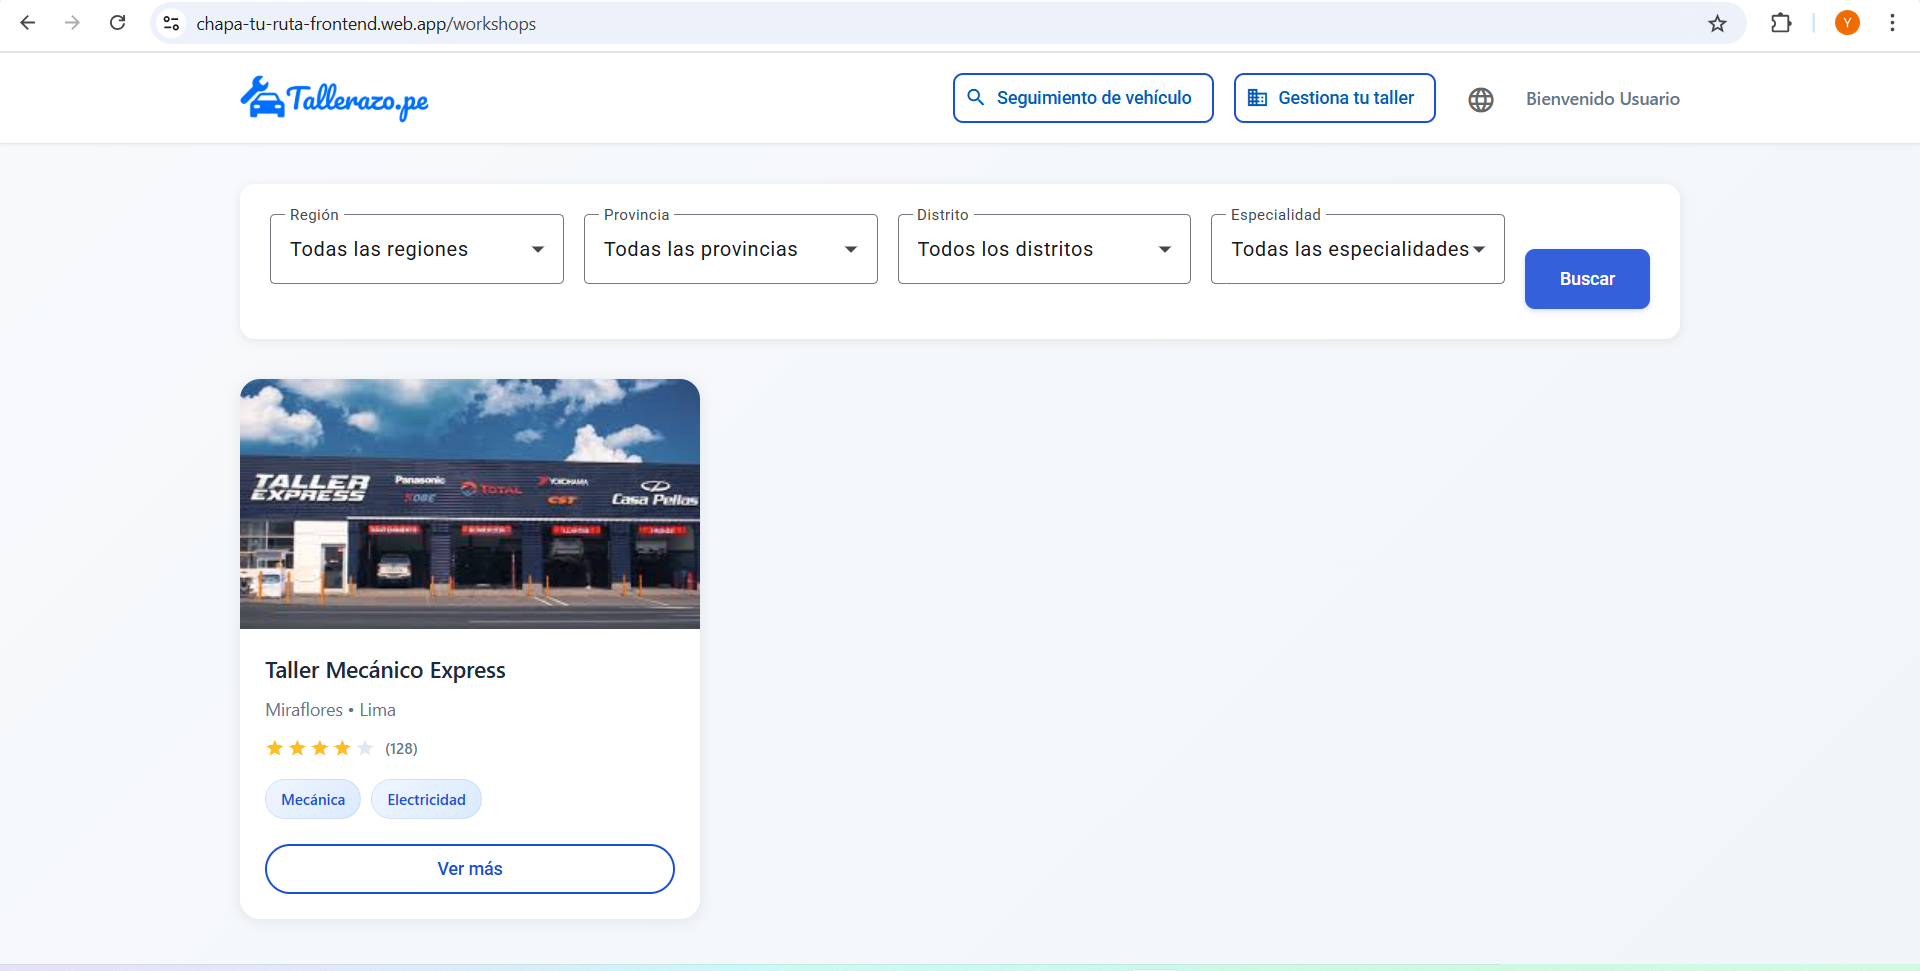 chapa-tu-ruta-frontend.web.app/workshops
Y
Tallerazo.pe
Seguimiento de vehículo
Gestiona tu taller
Bienvenido Usuario
Región
Provincia
Distrito
Especialidad
Todas las regiones
Todas las provincias
Todos los distritos
Todas las especialidades
Buscar
TALLER
EXPRESS
Panasonic
KOBE
TOTAL
YOKOHAMA
CST
Casa Pellas
Taller Mecánico Express
Miraflores • Lima
(128)
Mecánica
Electricidad
Ver más